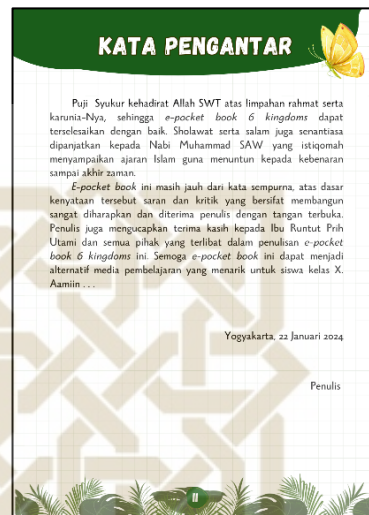 KATA PENGANTAR
Puji Syukur kehadirat Allah SWT atas limpahan rahmat serta
karunia-Nya, sehingga e-pocket book 6 kingdoms dapat
terselesaikan dengan baik. Sholawat serta salam juga senantiasa
dipanjatkan kepada Nabi Muhammad SAW yang istiqomah
menyampaikan ajaran Islam guna menuntun kepada kebenaran
sampai akhir zaman.
E-pocket book ini masih jauh dari kata sempurna, atas dasar
kenyataan tersebut saran dan kritik yang bersifat membangun
sangat diharapkan dan diterima penulis dengan tangan terbuka.
Penulis juga mengucapkan terima kasih kepada Ibu Runtut Prih
Utami dan semua pihak yang terlibat dalam penulisan e-pocket
book 6 kingdoms ini. Semoga e-pocket book ini dapat menjadi
alternatif media pembelajaran yang menarik untuk siswa kelas X.
Aamiin . . .
Yogyakarta, 22 Januari 2024
Penulis
II